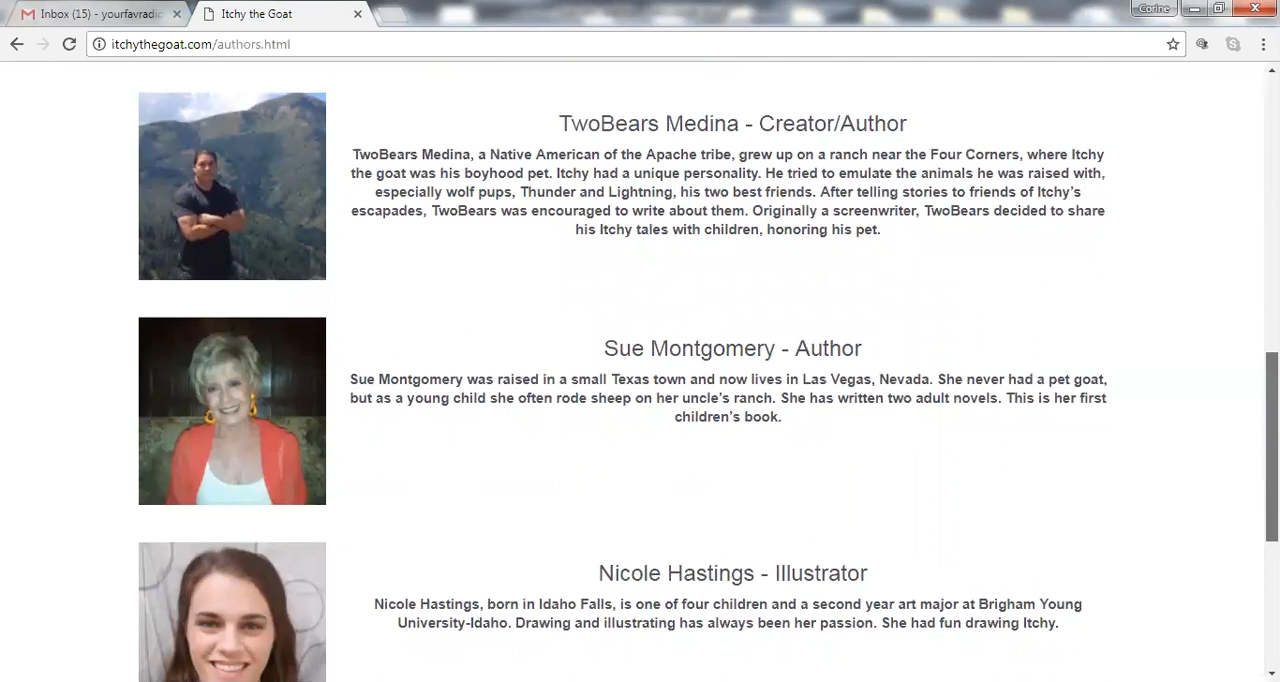 Inbox (15) - yourfavradio
Itchy the Goat
Corine
itchythegoat.com/authors.html
TwoBears Medina - Creator/Author
TwoBears Medina, a Native American of the Apache tribe, grew up on a ranch near the Four Corners, where Itchy
the goat was his boyhood pet. Itchy had a unique personality. He tried to emulate the animals he was raised with,
especially wolf pups, Thunder and Lightning, his two best friends. After telling stories to friends of Itchy's
escapades, TwoBears was encouraged to write about them. Originally a screenwriter, TwoBears decided to share
his Itchy tales with children, honoring his pet.
Sue Montgomery - Author
Sue Montgomery was raised in a small Texas town and now lives in Las Vegas, Nevada. She never had a pet goat,
but as a young child she often rode sheep on her uncle's ranch. She has written two adult novels. This is her first
children's book.
Nicole Hastings - Illustrator
Nicole Hastings, born in Idaho Falls, is one of four children and a second year art major at Brigham Young
University-Idaho. Drawing and illustrating has always been her passion. She had fun drawing Itchy.